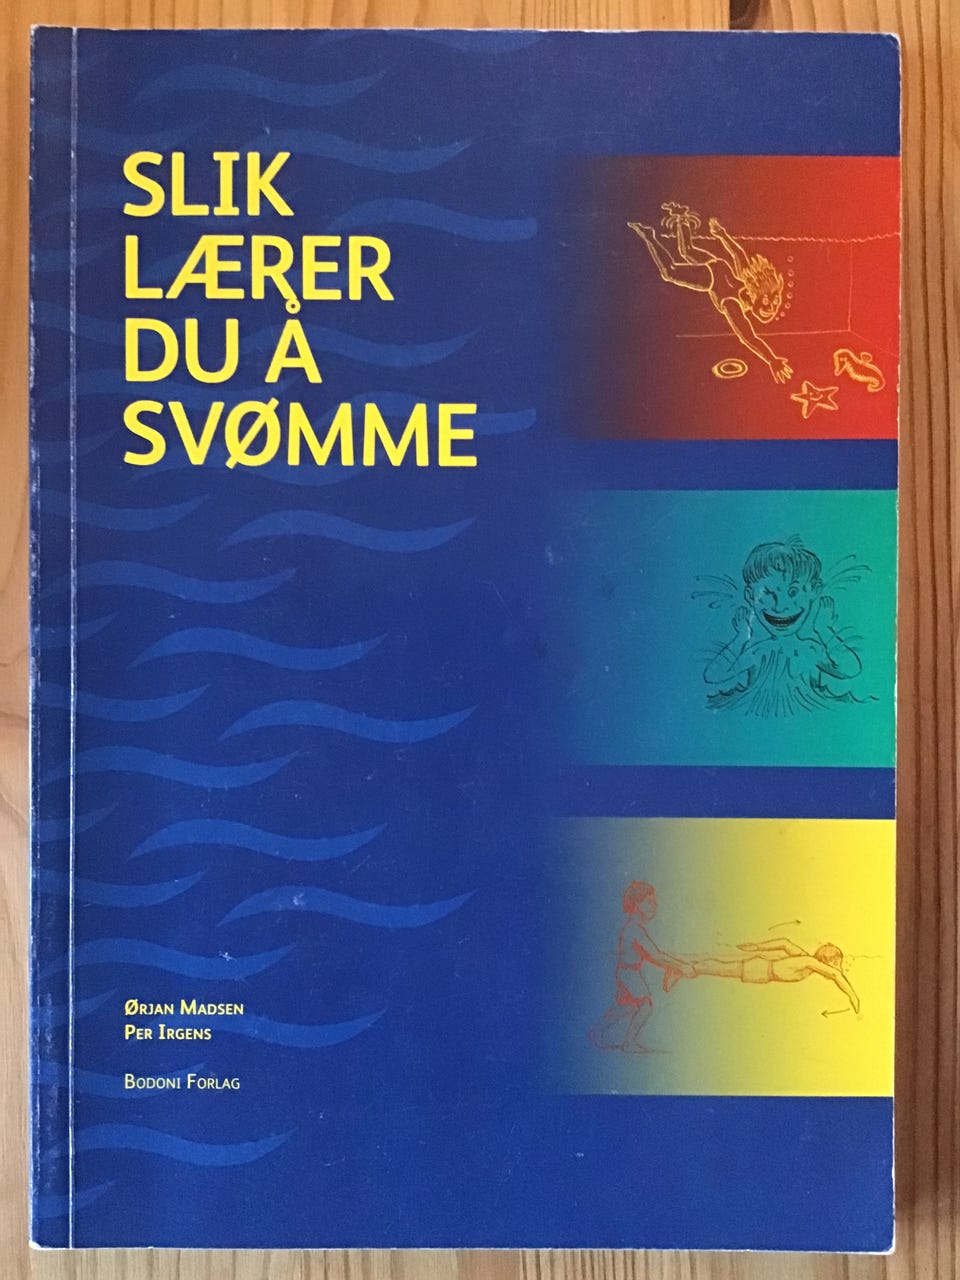 SLIK
LÆRER
DU Å
SVØMME
ØRJAN MADSEN
PER IRGENS
BODONI FORLAG